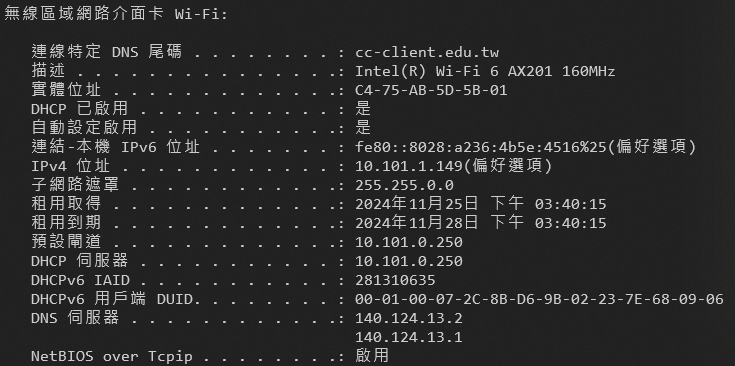 無線區域網路介面卡 Wi-Fi:
連線特定 DNS 尾碼 . . . . . . . . : cc-client.edu.tw
描述 . . . . . . . . . . . . . . .: Intel(R) Wi-Fi 6 AX201 160MHz
實體位址 . . . . . . . . . . . . .: C4-75-AB-5D-5B-01
DHCP 已啟用 . . . . . . . . . . . : 是
自動設定啟用 . . . . . . . . . . .: 是
連結-本機 IPv6 位址 . . . . . . . : fe80::8028:a236:4b5e:4516%25(偏好選項)
IPv4 位址 . . . . . . . . . . . . : 10.101.1.149(偏好選項)
子網路遮罩 . . . . . . . . . . . .: 255.255.0.0
租用取得 . . . . . . . . . . . . .: 2024年11月25日 下午 03:40:15
租用到期 . . . . . . . . . . . . .: 2024年11月28日 下午 03:40:15
預設閘道 . . . . . . . . . . . . .: 10.101.0.250
DHCP 伺服器 . . . . . . . . . . . : 10.101.0.250
DHCPv6 IAID . . . . . . . . . . . : 281310635
DHCPv6 用戶端 DUID. . . . . . . . : 00-01-00-07-2C-8B-D6-9B-02-23-7E-68-09-06
DNS 伺服器 . . . . . . . . . . . .: 140.124.13.2
140.124.13.1
NetBIOS over Tcpip . . . . . . . .: 啟用